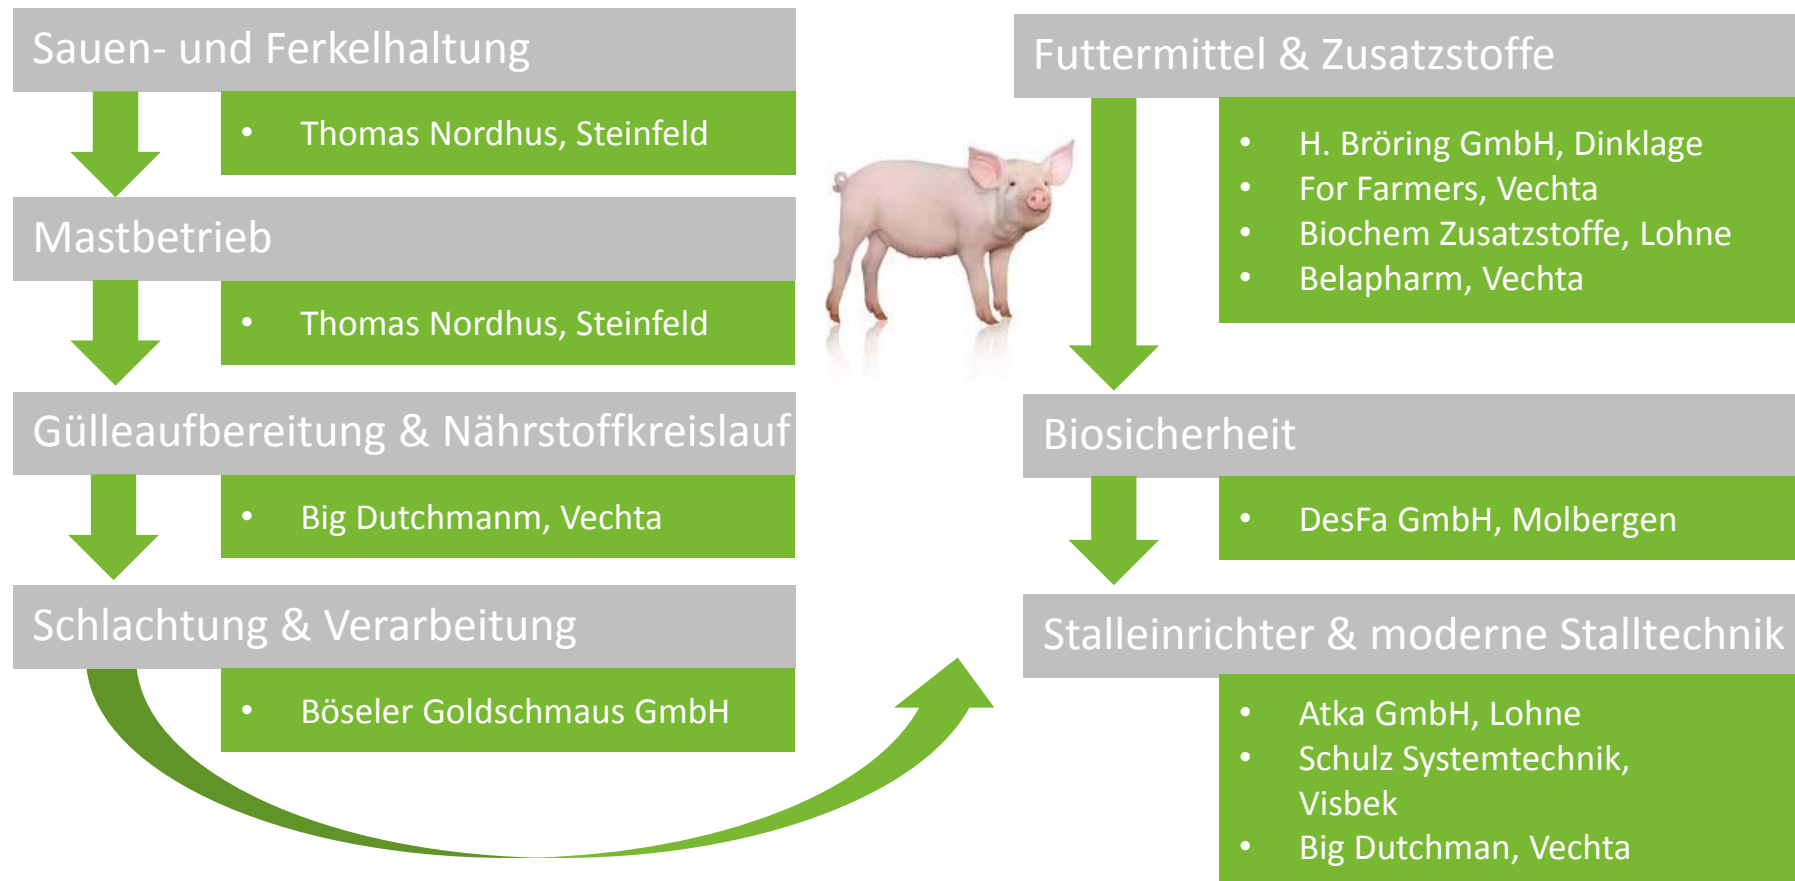 Sauen- und Ferkelhaltung
• Thomas Nordhus, Steinfeld
Mastbetrieb
• Thomas Nordhus, Steinfeld
Gülleaufbereitung & Nährstoffkreislauf
• Big Dutchmanm, Vechta
Schlachtung & Verarbeitung
• Böseler Goldschmaus GmbH
Futtermittel & Zusatzstoffe
• H. Bröring GmbH, Dinklage
• For Farmers, Vechta
• Biochem Zusatzstoffe, Lohne
• Belapharm, Vechta
Biosicherheit
• DesFa GmbH, Molbergen
Stalleinrichter & moderne Stalltechnik
• Atka GmbH, Lohne
• Schulz Systemtechnik,
Visbek
• Big Dutchman, Vechta